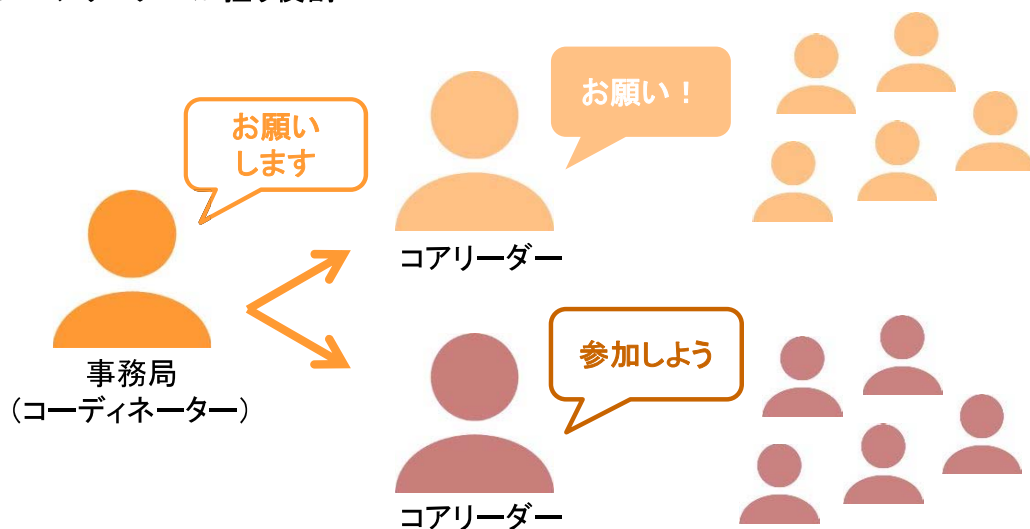 お願い
します
お願い！
コアリーダー
事務局
（コーディネーター）
参加しよう
コアリーダー